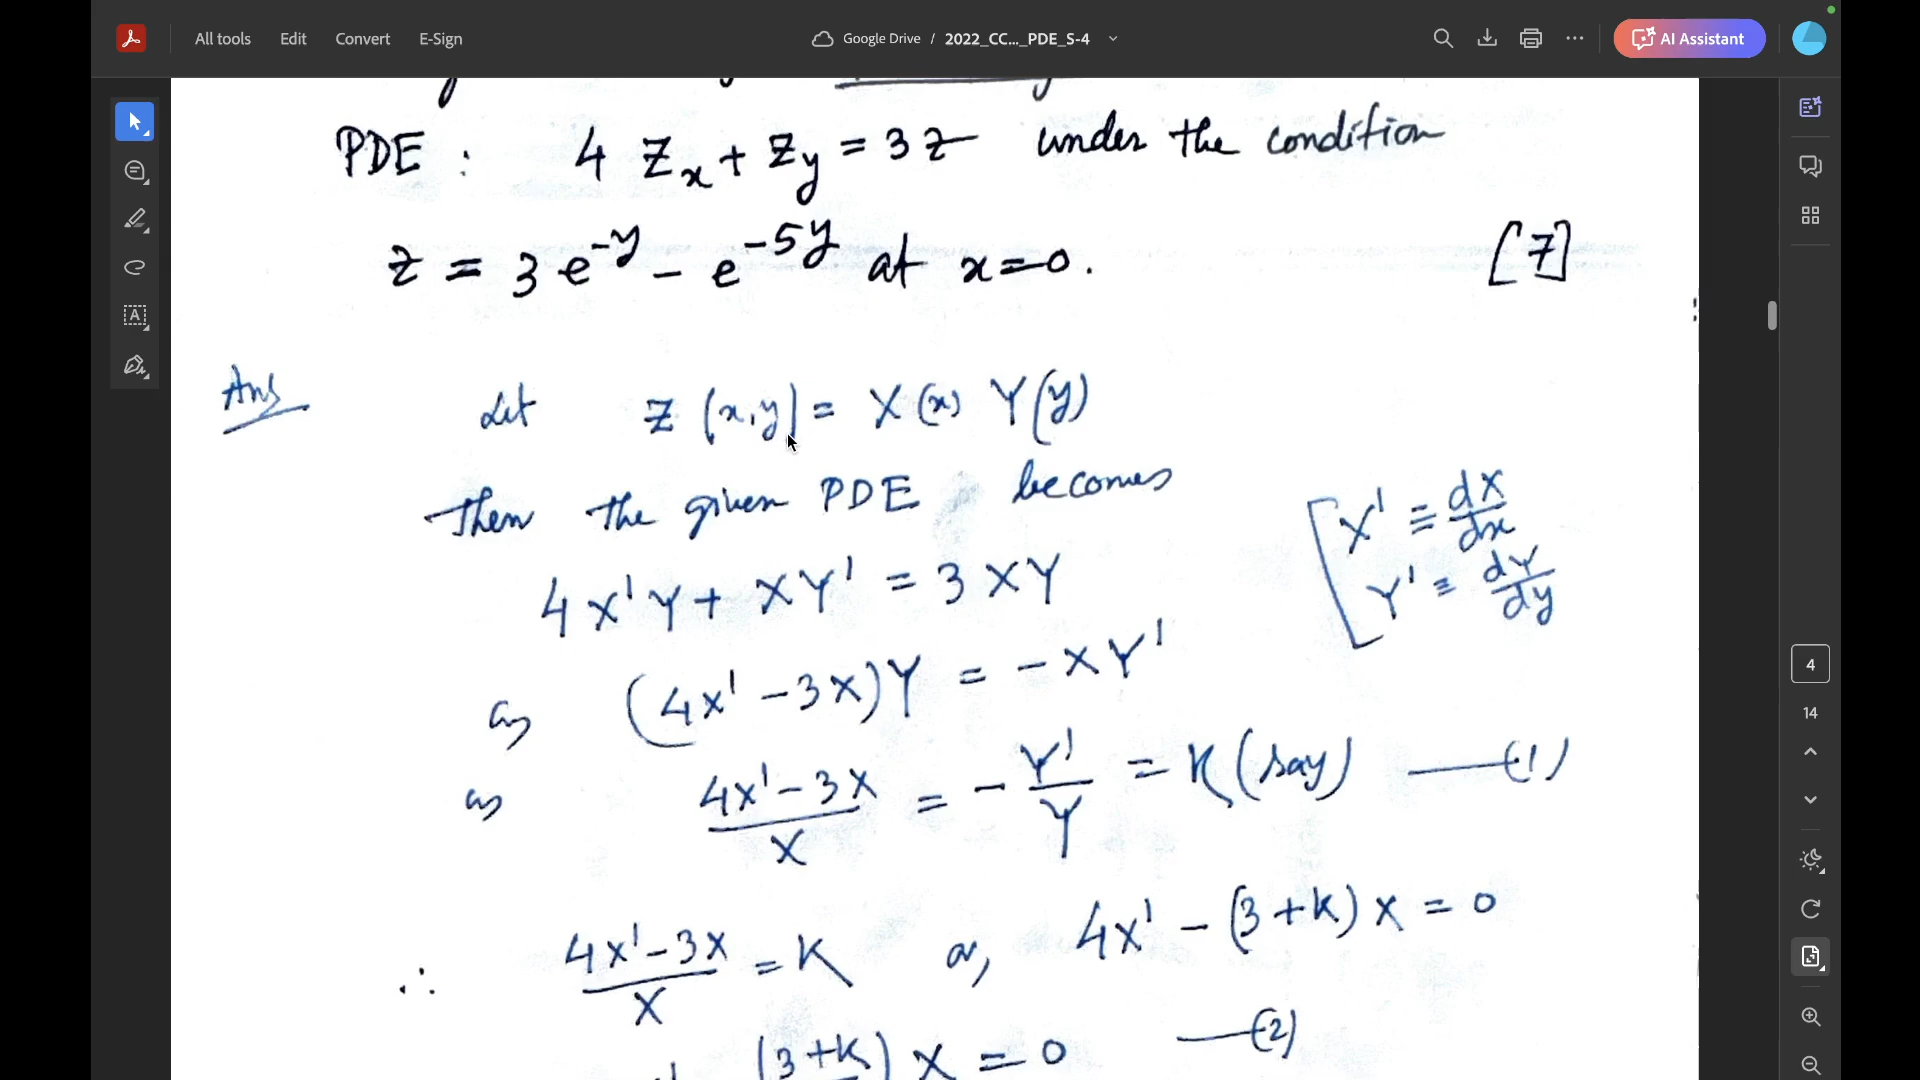 All tools Edit Convert E-Sign Google Drive / 2022_CC..._PDE_S-4 AI Assistant
PDE : 4 Zx + Zy = 3z under the condition
z = 3e^-y - e^-5y at x=0. [7]
Ans Let Z(x,y) = X(x) Y(y)
Then the given PDE becomes
[X' ≡ dX/dx
Y' ≡ dY/dy
4X'Y + XY' = 3XY
or (4X' - 3X)Y = -XY'
or (4X' - 3X)/X = - Y'/Y = K (say) —(1)
∴ (4X' - 3X)/X = K or, 4X' - (3+K) X = 0
(3+K) X = 0 —(2)
4
14